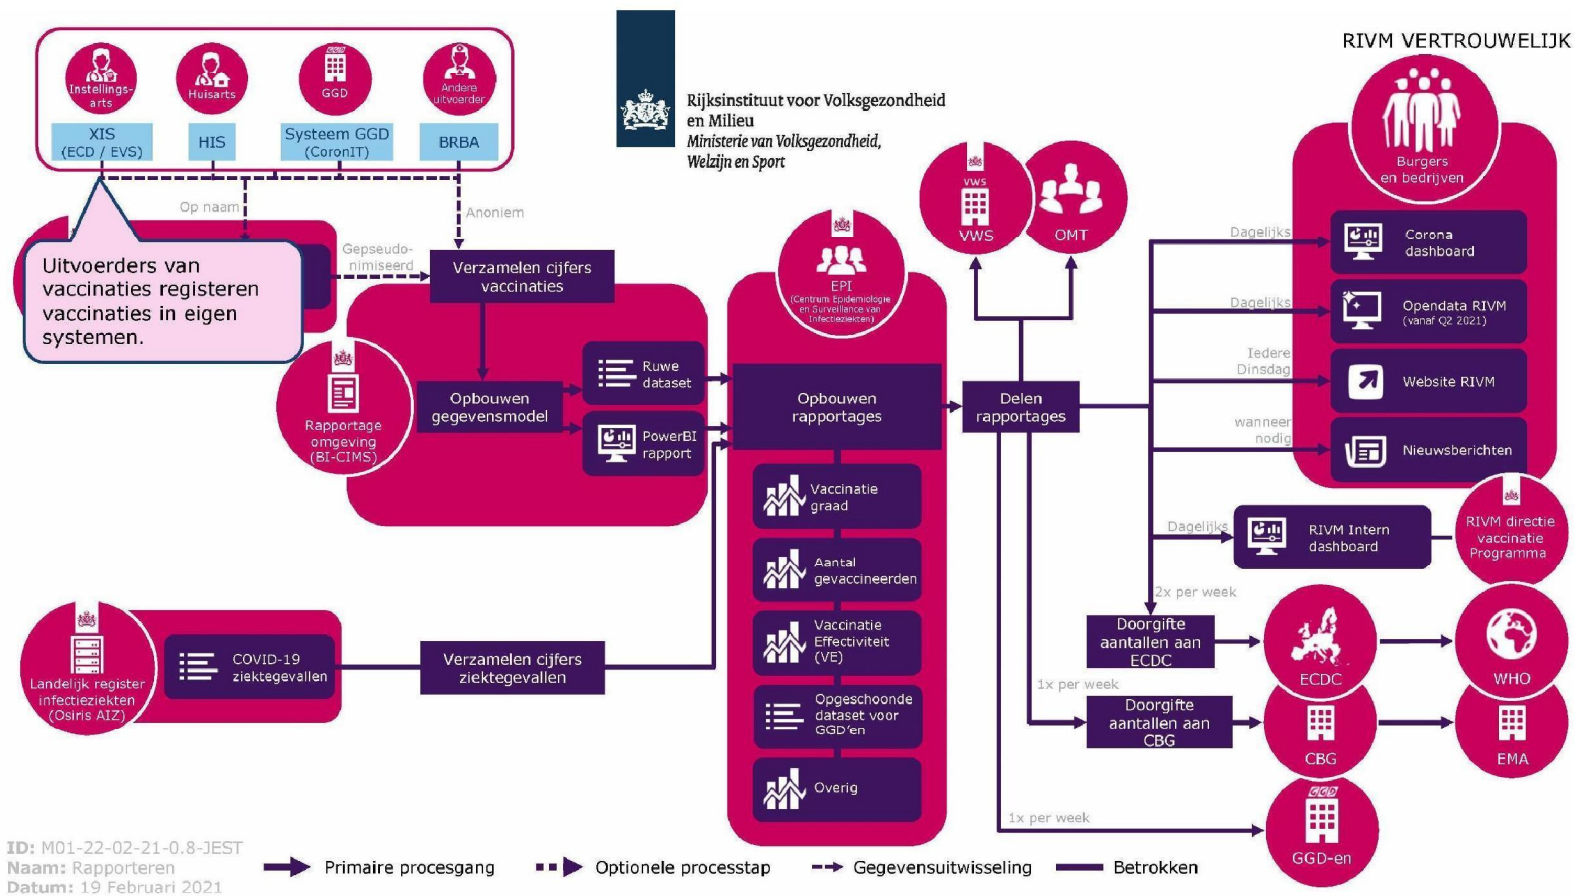 RIVM VERTROUWELIJK
Instellings-
arts
Huisarts
GGD
GGD
Andere
uitvoerder
XIS
(ECD / EVS)
HIS
Systeem GGD
(CoronIT)
BRBA
Rijksinstituut voor Volksgezondheid
en Milieu
Ministerie van Volksgezondheid,
Welzijn en Sport
Op naam
Anoniem
Gepseudo-
nimiseerd
Uitvoerders van
vaccinaties registeren
vaccinaties in eigen
systemen.
Verzamelen cijfers
vaccinaties
Rapportage
omgeving
(BI-CIMS)
Opbouwen
gegevensmodel
Ruwe
dataset
PowerBI
rapport
EPI
(Centrum Epidemiologie
en Surveillance van
Infectieziekten)
Opbouwen
rapportages
Vaccinatie
graad
Aantal
gevaccineerden
Vaccinatie
Effectiviteit
(VE)
Opgeschoonde
dataset voor
GGD'en
Overig
Landelijk register
infectieziekten
(Osiris AIZ)
COVID-19
ziektegevallen
Verzamelen cijfers
ziektegevallen
vws
VWS
OMT
Delen
rapportages
Burgers
en bedrijven
Dagelijks
Corona
dashboard
Dagelijks
Opendata RIVM
(vanaf Q2 2021)
Iedere
Dinsdag
Website RIVM
wanneer
nodig
Nieuwsberichten
Dagelijks
RIVM Intern
dashboard
RIVM directie
vaccinatie
Programma
2x per week
Doorgifte
aantallen aan
ECDC
ECDC
WHO
1x per week
Doorgifte
aantallen aan
CBG
CBG
EMA
1x per week
GGD
GGD-en
ID: M01-22-02-21-0.8-JEST
Naam: Rapporteren
Datum: 19 Februari 2021
Primaire procesgang
Optionele processtap
Gegevensuitwisseling
Betrokken